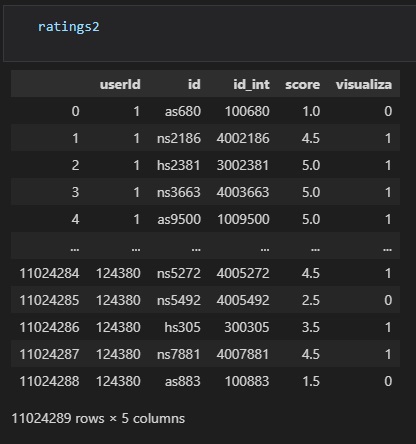 ratings2
userId id id_int score visualiza
0 1 as680 100680 1.0 0
1 1 ns2186 4002186 4.5 1
2 1 hs2381 3002381 5.0 1
3 1 ns3663 4003663 5.0 1
4 1 as9500 1009500 5.0 1
... ... ... ... ... ...
11024284 124380 ns5272 4005272 4.5 1
11024285 124380 ns5492 4005492 2.5 0
11024286 124380 hs305 300305 3.5 1
11024287 124380 ns7881 4007881 4.5 1
11024288 124380 as883 100883 1.5 0
11024289 rows × 5 columns